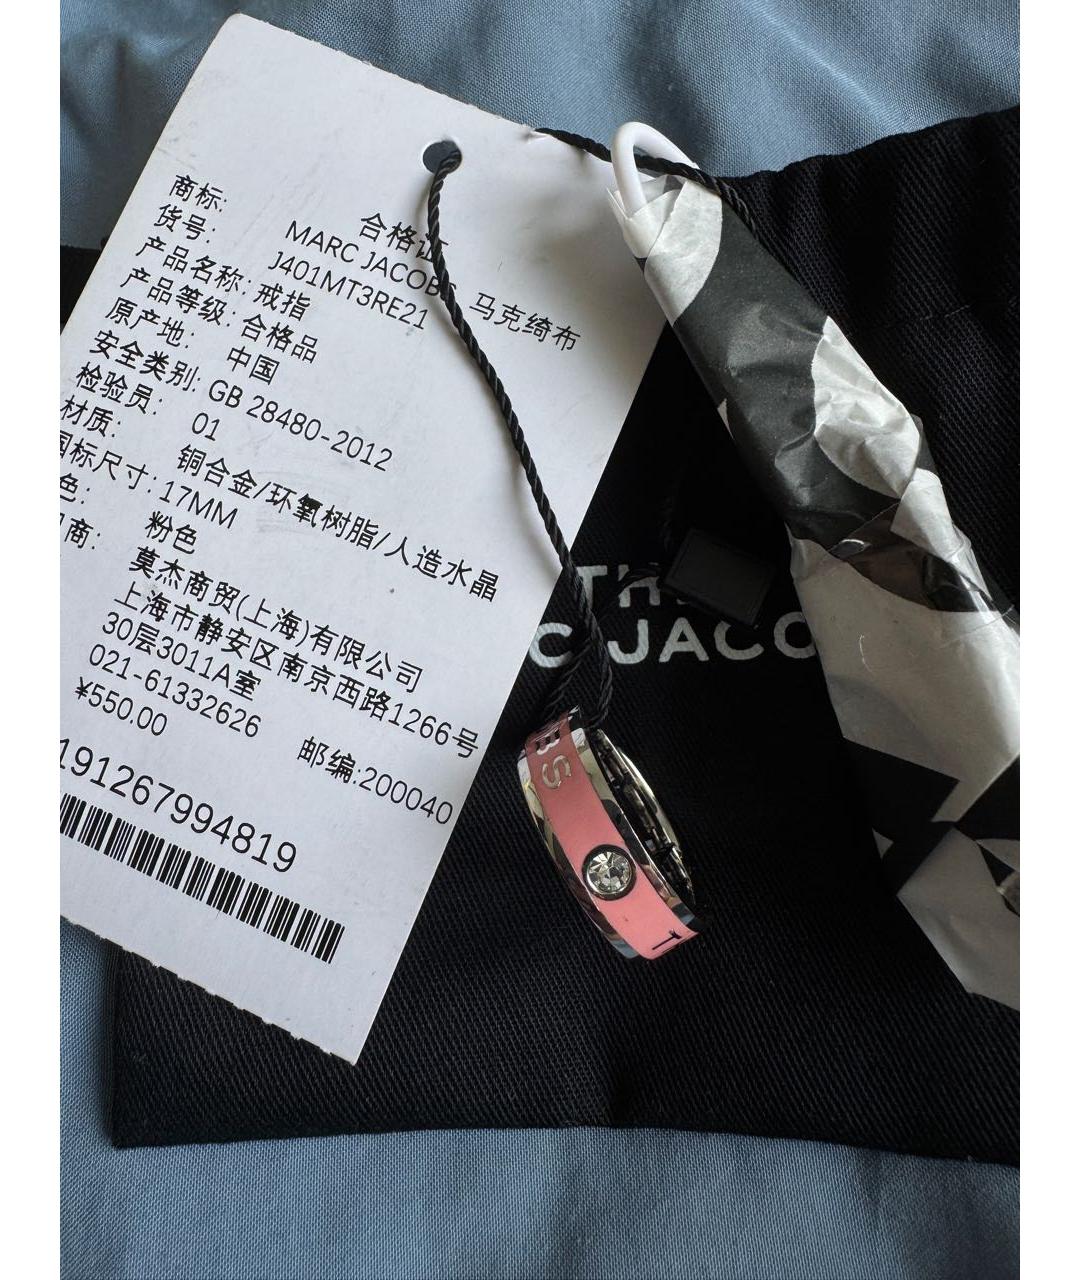 合格证
商标: MARC JACOBS 马克绮布
货号: J401MT3RE21
产品名称: 戒指
产品等级: 合格品
原产地: 中国
安全类别: GB 28480-2012
检验员: 01
材质: 铜合金/环氧树脂/人造水晶
国标尺寸: 17MM
色: 粉色
商: 莫杰商贸(上海)有限公司
上海市静安区南京西路1266号
30层3011A室
021-61332626 邮编:200040
¥550.00
191267994819
TH
C JACO
BS
T